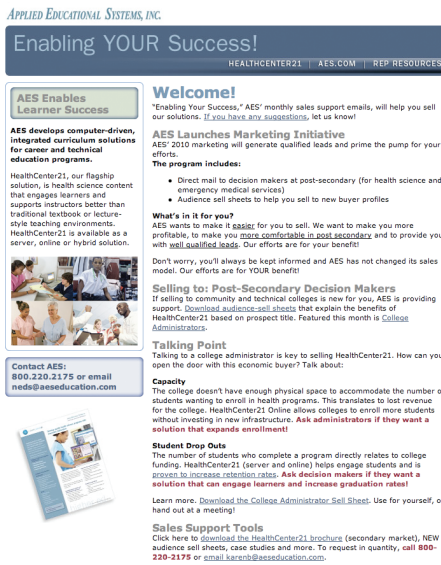 APPLIED EDUCATIONAL SYSTEMS, INC.
Enabling YOUR Success!
HEALTHCENTER21 | AES.COM | REP RESOURCES
AES Enables
Learner Success
AES develops computer-driven,
integrated curriculum solutions
for career and technical
education programs.
HealthCenter21, our flagship
solution, is health science content
that engages learners and
supports instructors better than
traditional textbook or lecture-
style teaching environments.
HealthCenter21 is available as a
server, online or hybrid solution.
Contact AES:
800.220.2175 or email
neds@aeseducation.com
Welcome!
"Enabling Your Success," AES' monthly sales support emails, will help you sell
our solutions. If you have any suggestions, let us know!
AES Launches Marketing Initiative
AES' 2010 marketing will generate qualified leads and prime the pump for your
efforts.
The program includes:
• Direct mail to decision makers at post-secondary (for health science and
emergency medical services)
• Audience sell sheets to help you sell to new buyer profiles
What's in it for you?
AES wants to make it easier for you to sell. We want to make you more
profitable, to make you more comfortable in post secondary and to provide you
with well qualified leads. Our efforts are for your benefit!
Don't worry, you'll always be kept informed and AES has not changed its sales
model. Our efforts are for YOUR benefit!
Selling to: Post-Secondary Decision Makers
If selling to community and technical colleges is new for you, AES is providing
support. Download audience-sell sheets that explain the benefits of
HealthCenter21 based on prospect title. Featured this month is College
Administrators.
Talking Point
Talking to a college administrator is key to selling HealthCenter21. How can you
open the door with this economic buyer? Talk about:
Capacity
The college doesn't have enough physical space to accommodate the number o
students wanting to enroll in health programs. This translates to lost revenue
for the college. HealthCenter21 Online allows colleges to enroll more students
without investing in new infrastructure. Ask administrators if they want a
solution that expands enrollment!
Student Drop Outs
The number of students who complete a program directly relates to college
funding. HealthCenter21 (server and online) helps engage students and is
proven to increase retention rates. Ask decision makers if they want a
solution that can engage learners and increase graduation rates!
Learn more. Download the College Administrator Sell Sheet. Use for yourself, o
hand out at a meeting!
Sales Support Tools
Click here to download the HealthCenter21 brochure (secondary market), NEW
audience sell sheets, case studies and more. To request in quantity, call 800-
220-2175 or email karenb@aeseducation.com.